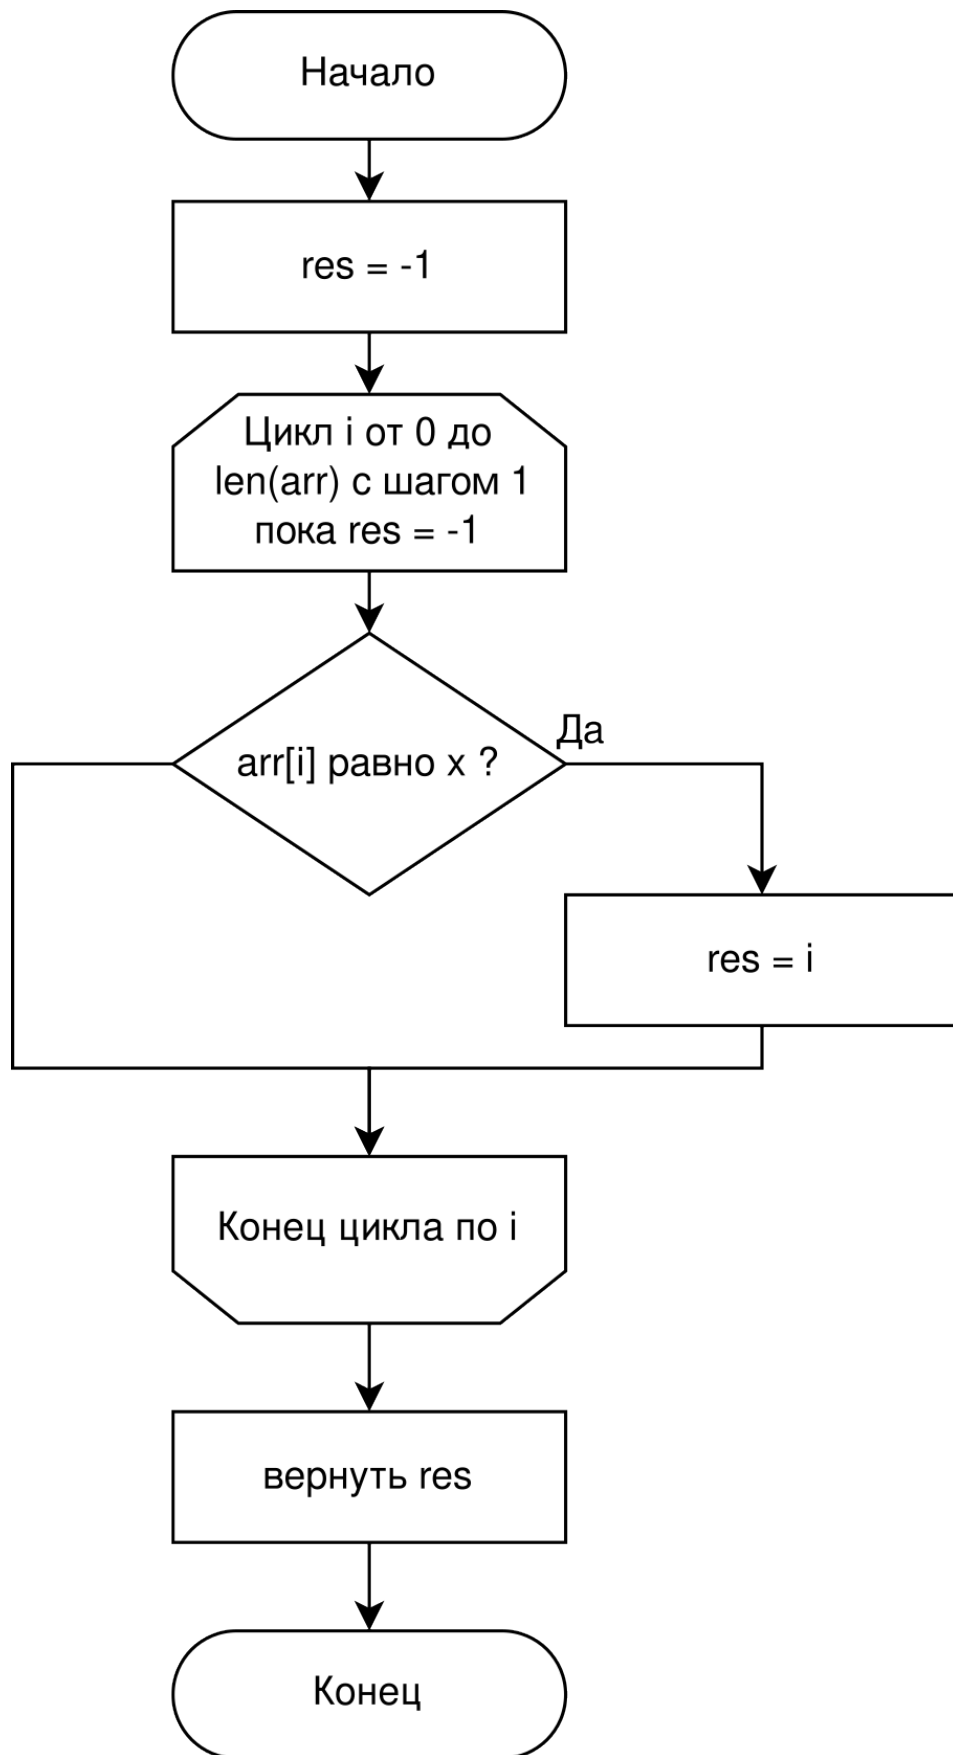 Начало
res = -1
Цикл i от 0 до
len(arr) с шагом 1
пока res = -1
arr[i] равно x ?
Да
res = i
Конец цикла по i
вернуть res
Конец